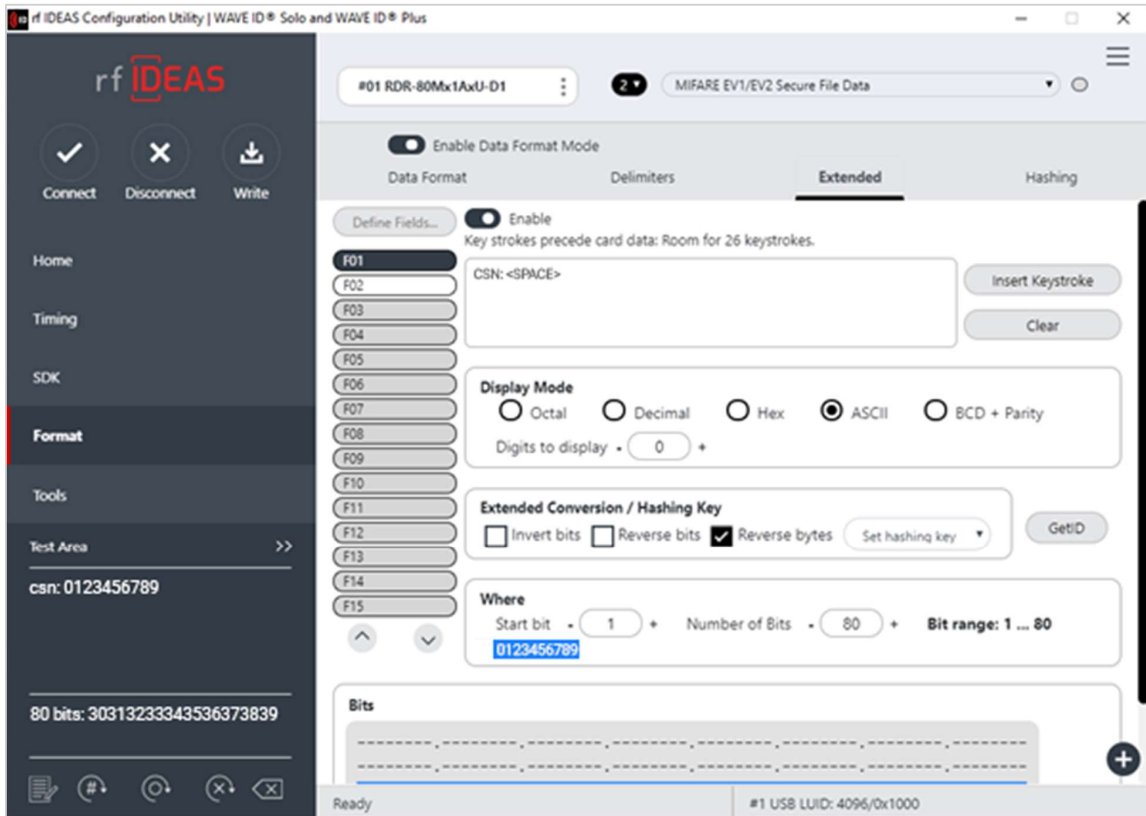 rf IDEAS Configuration Utility | WAVE ID® Solo and WAVE ID® Plus
rf IDEAS
Connect
Disconnect
Write
Home
Timing
SDK
Format
Tools
Test Area >>
csn: 0123456789
80 bits: 30313233343536373839
#01 RDR-80Mx1AxU-D1
2
MIFARE EV1/EV2 Secure File Data
Enable Data Format Mode
Data Format
Delimiters
Extended
Hashing
Define Fields...
Enable
Key strokes precede card data: Room for 26 keystrokes.
F01
F02
F03
F04
F05
F06
F07
F08
F09
F10
F11
F12
F13
F14
F15
CSN: <SPACE>
Insert Keystroke
Clear
Display Mode
Octal
Decimal
Hex
ASCII
BCD + Parity
Digits to display - 0 +
Extended Conversion / Hashing Key
Invert bits
Reverse bits
Reverse bytes
Set hashing key
GetID
Where
Start bit - 1 + Number of Bits - 80 + Bit range: 1 ... 80
0123456789
Bits
--------.--------.--------.--------.--------.--------.--------.--------
--------.--------.--------.--------.--------.--------.--------.--------
Ready
#1 USB LUID: 4096/0x1000